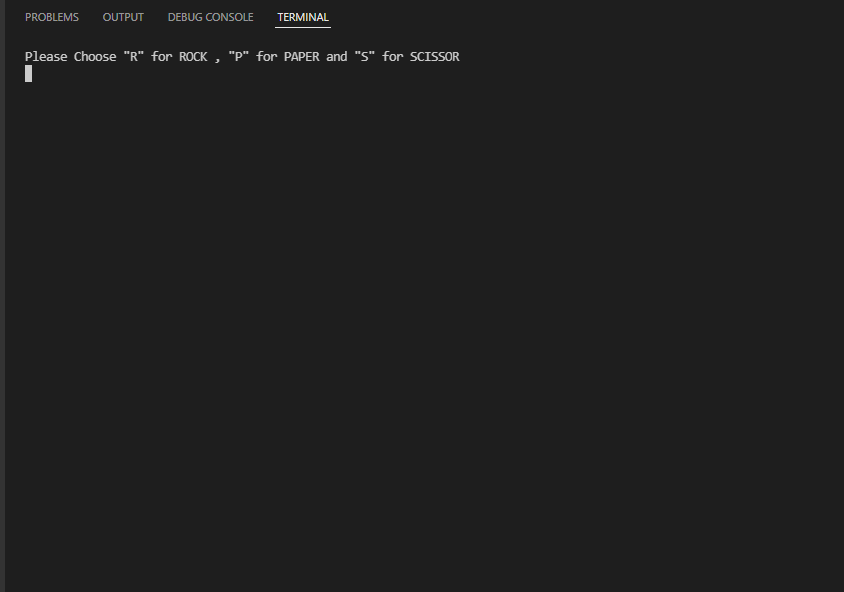 PROBLEMS OUTPUT DEBUG CONSOLE TERMINAL
Please Choose "R" for ROCK , "P" for PAPER and "S" for SCISSOR